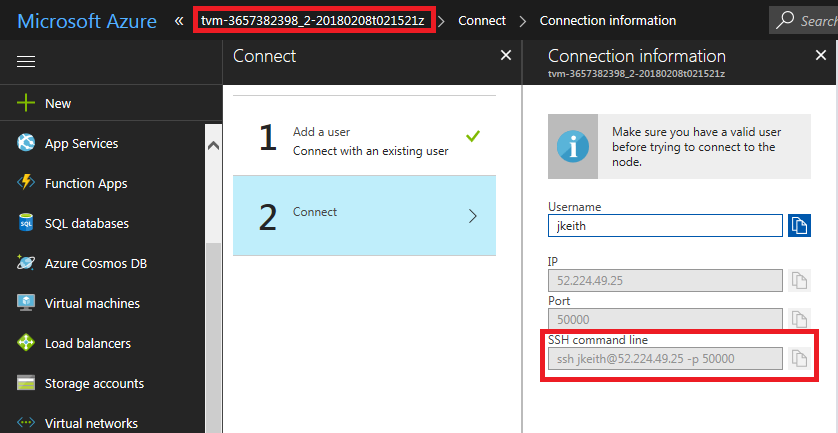 Microsoft Azure « tvm-3657382398_2-20180208t021521z > Connect > Connection information Search
New
App Services
Function Apps
SQL databases
Azure Cosmos DB
Virtual machines
Load balancers
Storage accounts
Virtual networks
Connect
1 Add a user
Connect with an existing user
2 Connect
Connection information
tvm-3657382398_2-20180208t021521z
Make sure you have a valid user
before trying to connect to the
node.
Username
jkeith
IP
52.224.49.25
Port
50000
SSH command line
ssh jkeith@52.224.49.25 -p 50000